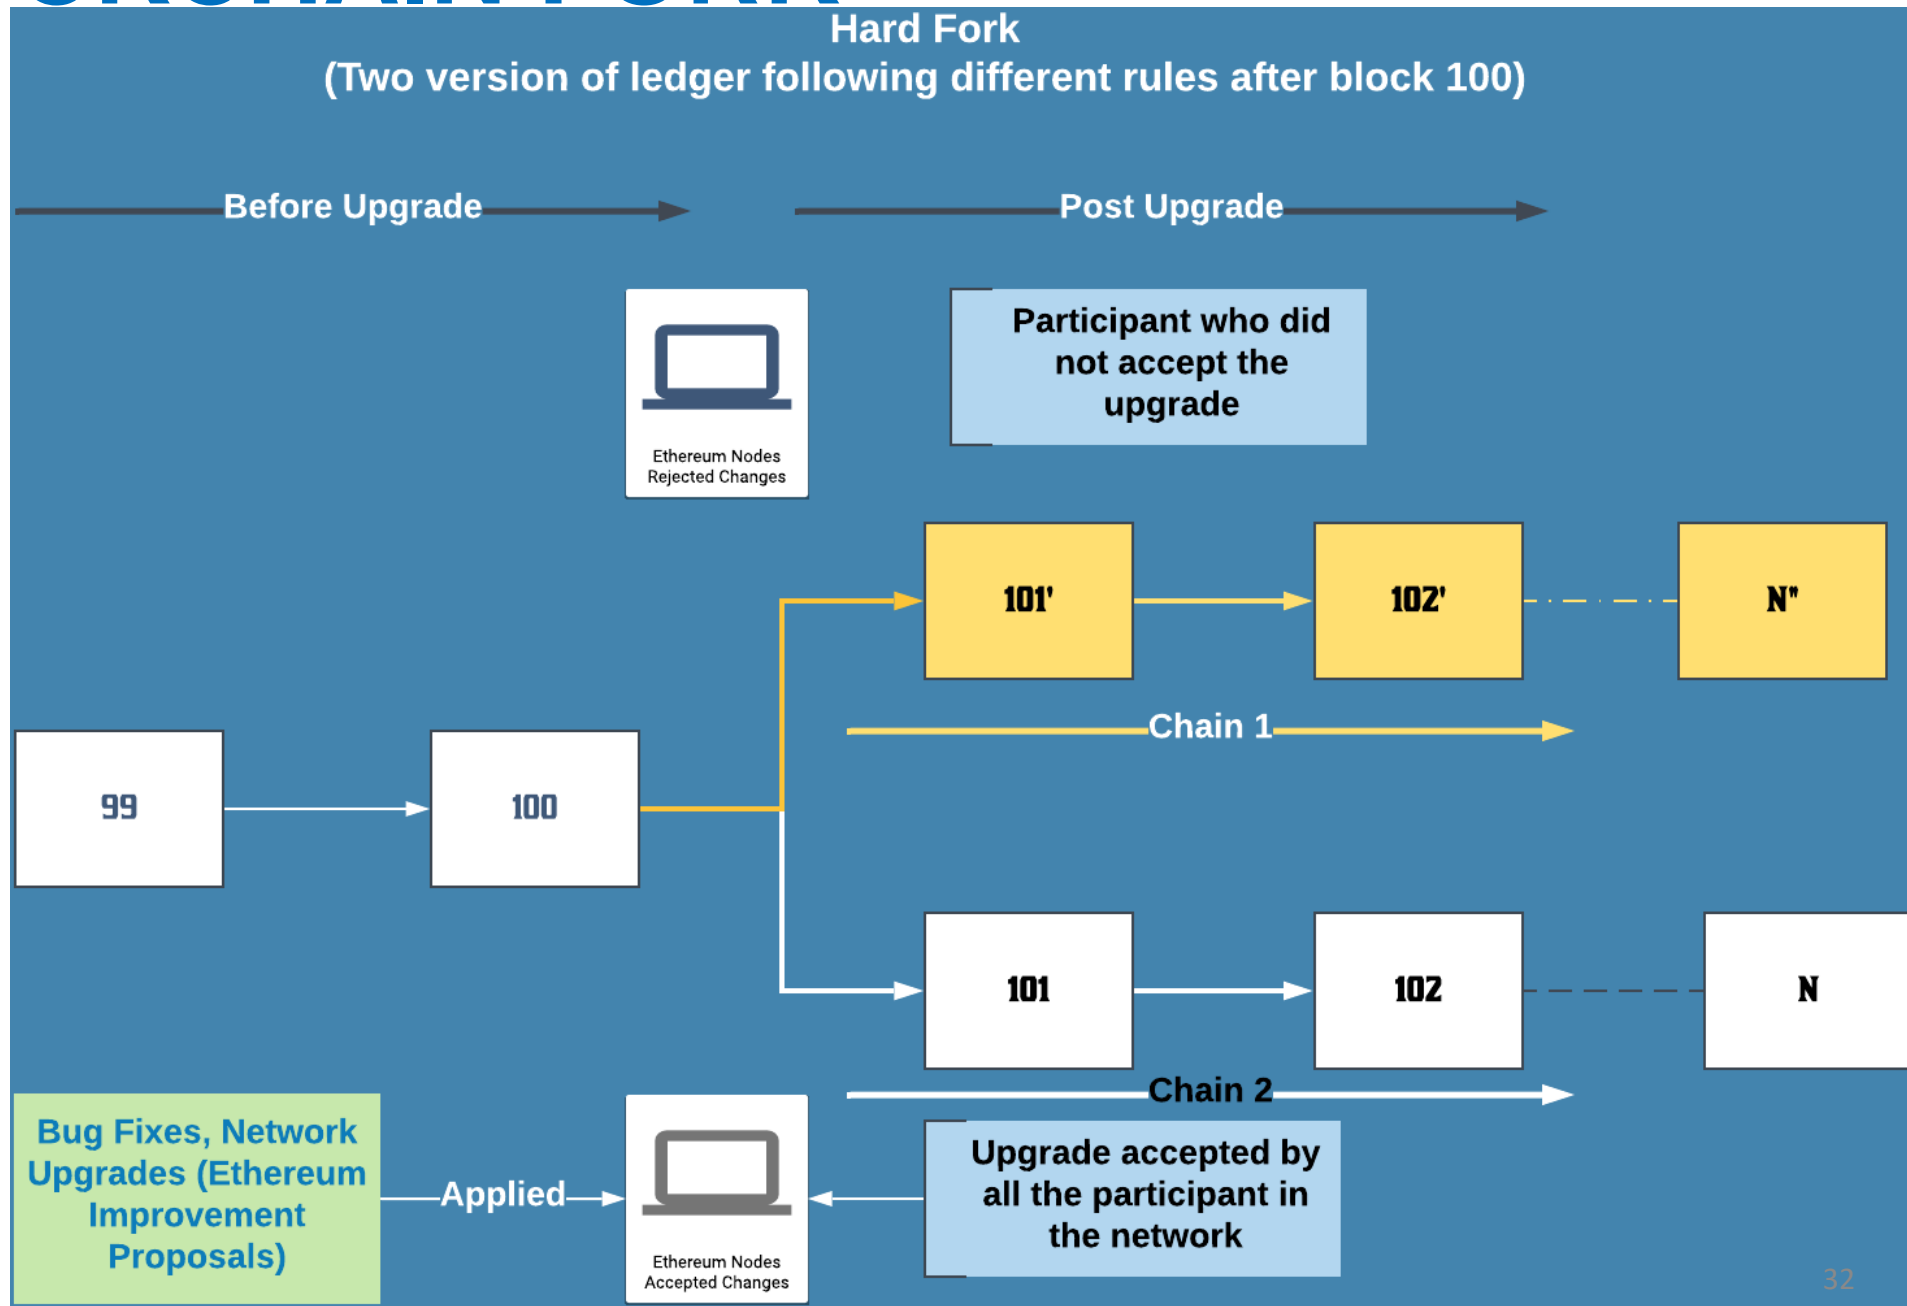 Hard Fork
(Two version of ledger following different rules after block 100)
Before Upgrade
Post Upgrade
Participant who did
not accept the
upgrade
Ethereum Nodes
Rejected Changes
101'
102'
N"
Chain 1
99
100
101
102
N
Chain 2
Bug Fixes, Network
Upgrades (Ethereum
Improvement
Proposals)
Applied
Ethereum Nodes
Accepted Changes
Upgrade accepted by
all the participant in
the network
32